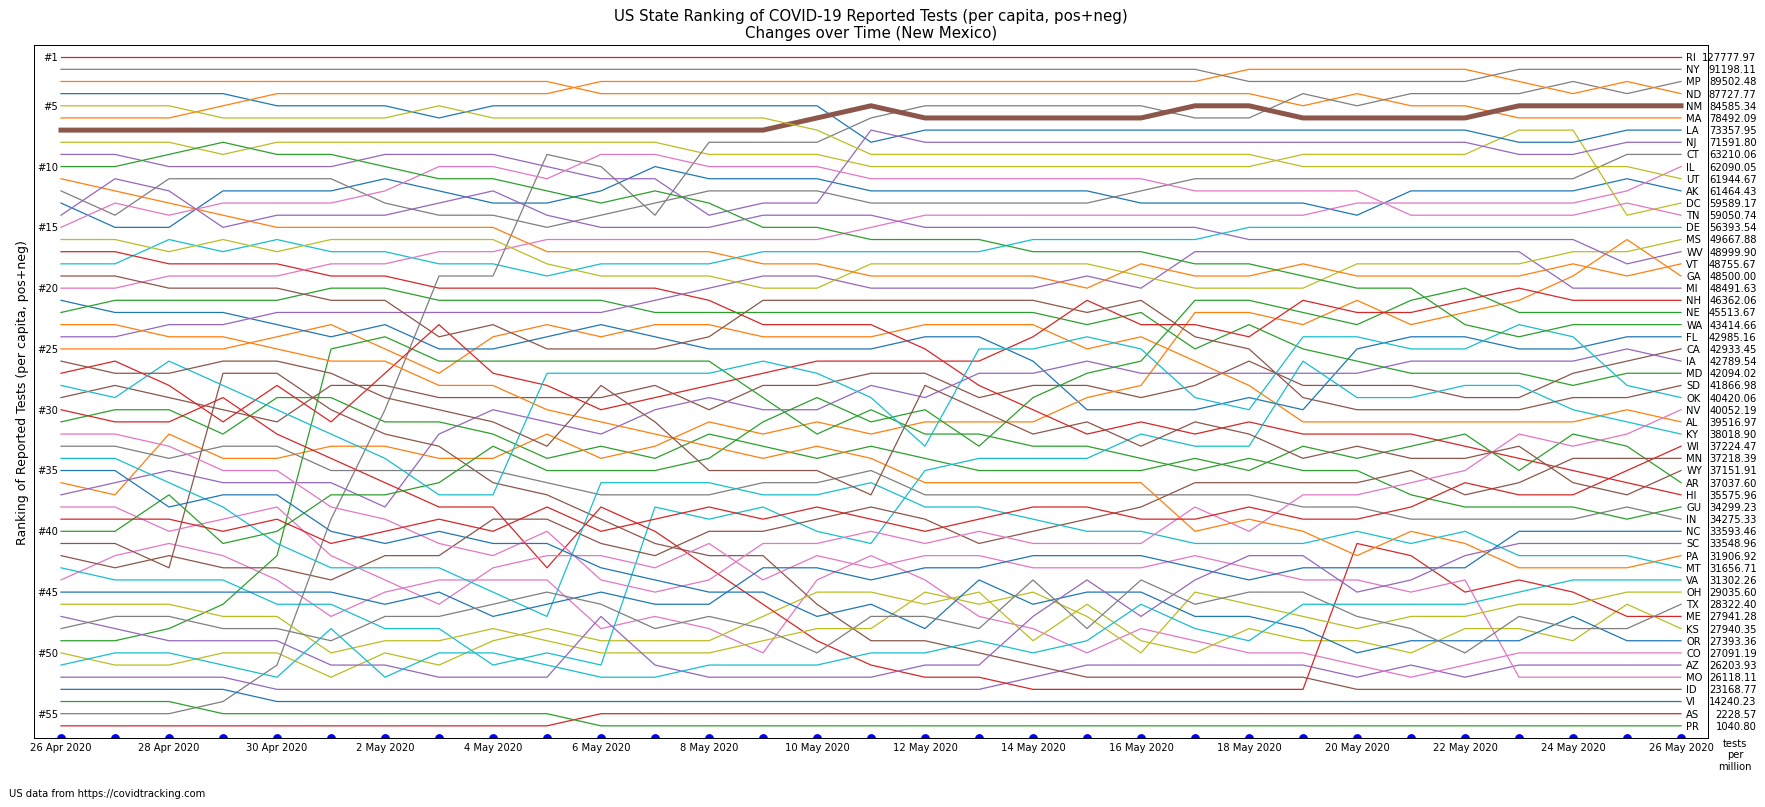 US State Ranking of COVID-19 Reported Tests (per capita, pos+neg)
Changes over Time (New Mexico)
Ranking of Reported Tests (per capita, pos+neg)
#1
#5
#10
#15
#20
#25
#30
#35
#40
#45
#50
#55
RI 127777.97
NY 91198.11
MP 89502.48
ND 87727.77
NM 84585.34
MA 78492.09
LA 73357.95
NJ 71591.80
CT 63210.06
IL 62090.05
UT 61944.67
AK 61464.43
DC 59589.17
TN 59050.74
DE 56393.54
MS 49667.88
WV 48999.90
VT 48755.67
GA 48500.00
MI 48491.63
NH 46362.06
NE 45513.67
WA 43414.66
FL 42985.16
CA 42933.45
IA 42789.54
MD 42094.02
SD 41866.98
OK 40420.06
NV 40052.19
AL 39516.97
KY 38018.90
WI 37224.47
MN 37218.39
WY 37151.91
AR 37037.60
HI 35575.96
GU 34299.23
IN 34275.33
NC 33593.46
SC 33548.96
PA 31906.92
MT 31656.71
VA 31302.26
OH 29035.60
TX 28322.40
ME 27941.28
KS 27940.35
OR 27393.36
CO 27091.19
AZ 26203.93
MO 26118.11
ID 23168.77
VI 14240.23
AS 2228.57
PR 1040.80
26 Apr 2020 28 Apr 2020 30 Apr 2020 2 May 2020 4 May 2020 6 May 2020 8 May 2020 10 May 2020 12 May 2020 14 May 2020 16 May 2020 18 May 2020 20 May 2020 22 May 2020 24 May 2020 26 May 2020
tests
per
million
US data from https://covidtracking.com